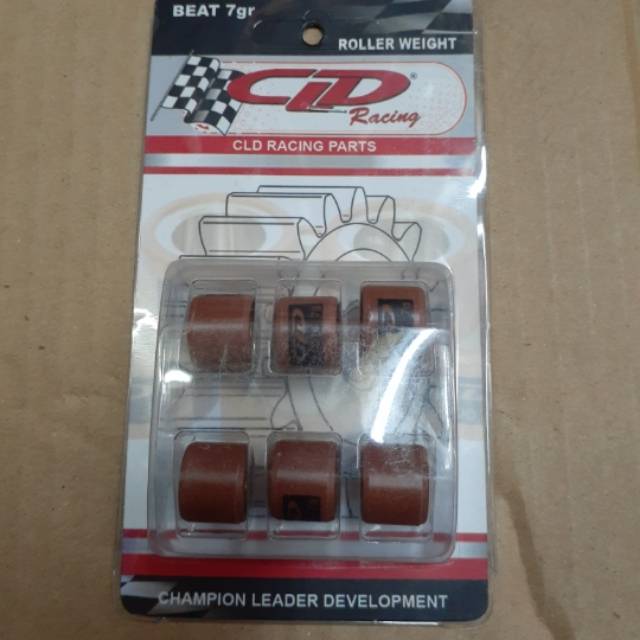 BEAT 7gr
ROLLER WEIGHT
CLD
Racing
CLD RACING PARTS
CHAMPION LEADER DEVELOPMENT